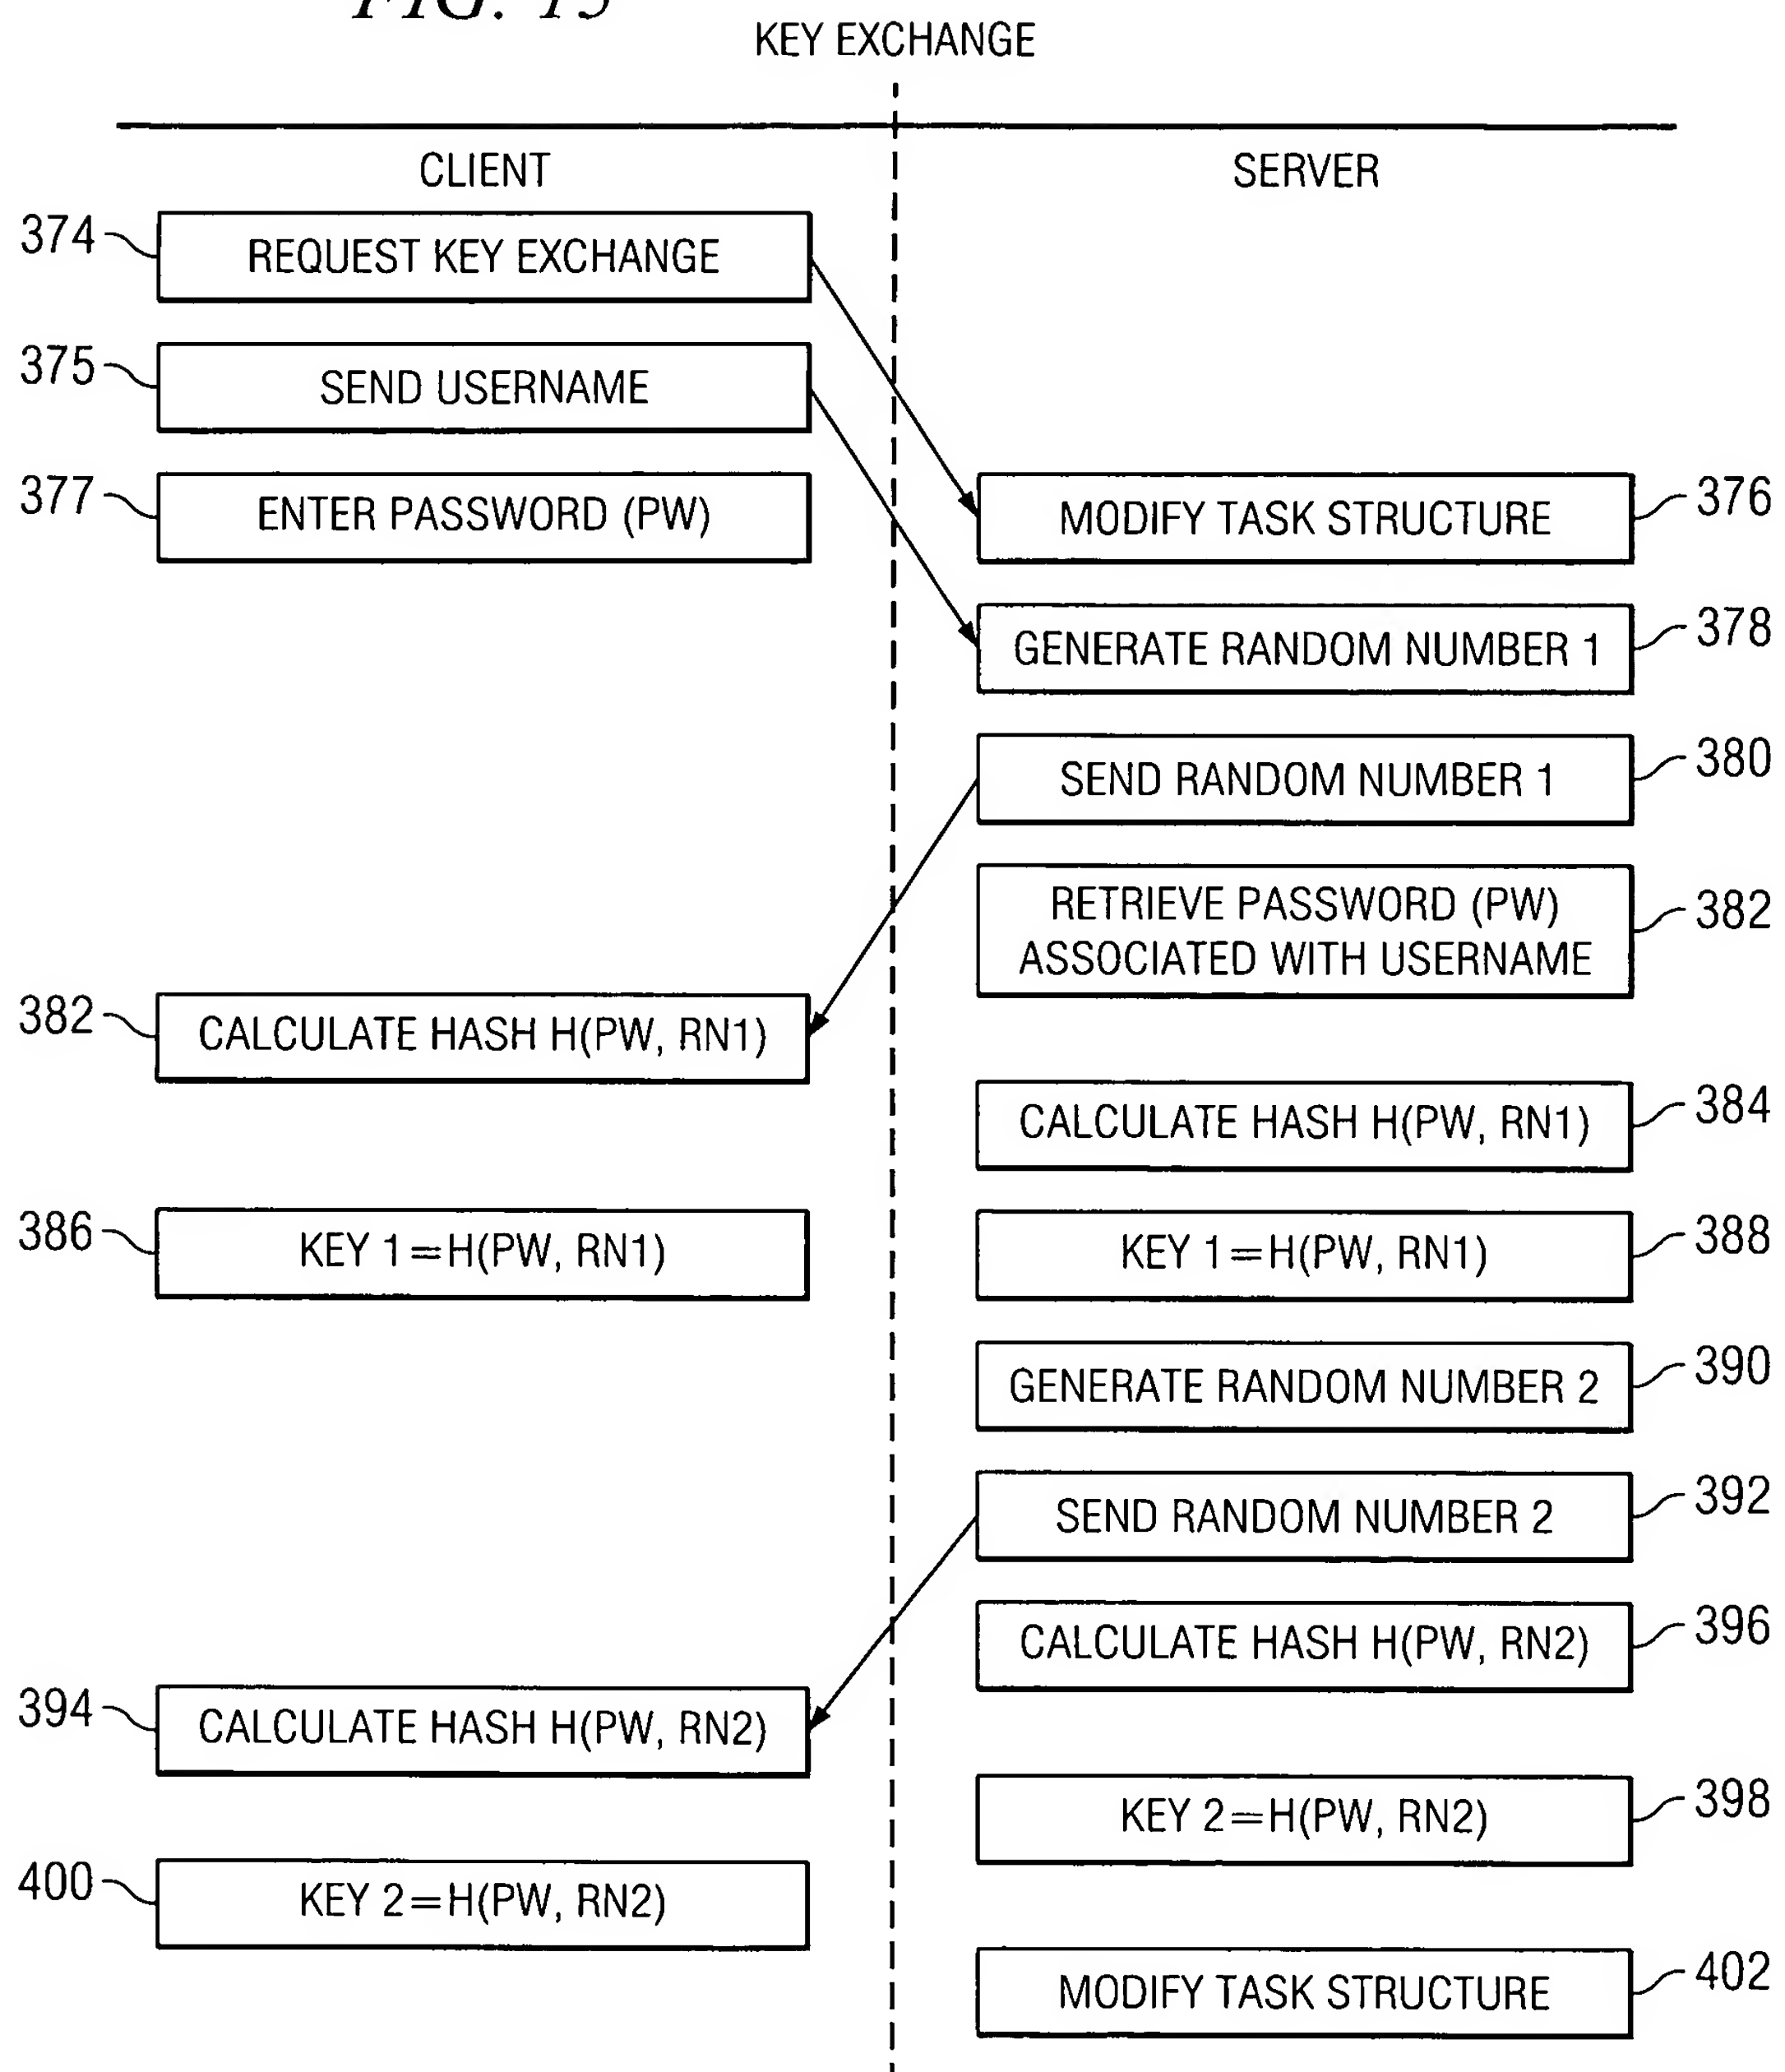 FIG. 15
KEY EXCHANGE
CLIENT
SERVER
374
REQUEST KEY EXCHANGE
375
SEND USERNAME
377
ENTER PASSWORD (PW)
MODIFY TASK STRUCTURE
376
GENERATE RANDOM NUMBER 1
378
SEND RANDOM NUMBER 1
380
RETRIEVE PASSWORD (PW)
ASSOCIATED WITH USERNAME
382
382
CALCULATE HASH H(PW, RN1)
CALCULATE HASH H(PW, RN1)
384
386
KEY 1=H(PW, RN1)
KEY 1=H(PW, RN1)
388
GENERATE RANDOM NUMBER 2
390
SEND RANDOM NUMBER 2
392
CALCULATE HASH H(PW, RN2)
396
394
CALCULATE HASH H(PW, RN2)
KEY 2=H(PW, RN2)
398
400
KEY 2=H(PW, RN2)
MODIFY TASK STRUCTURE
402